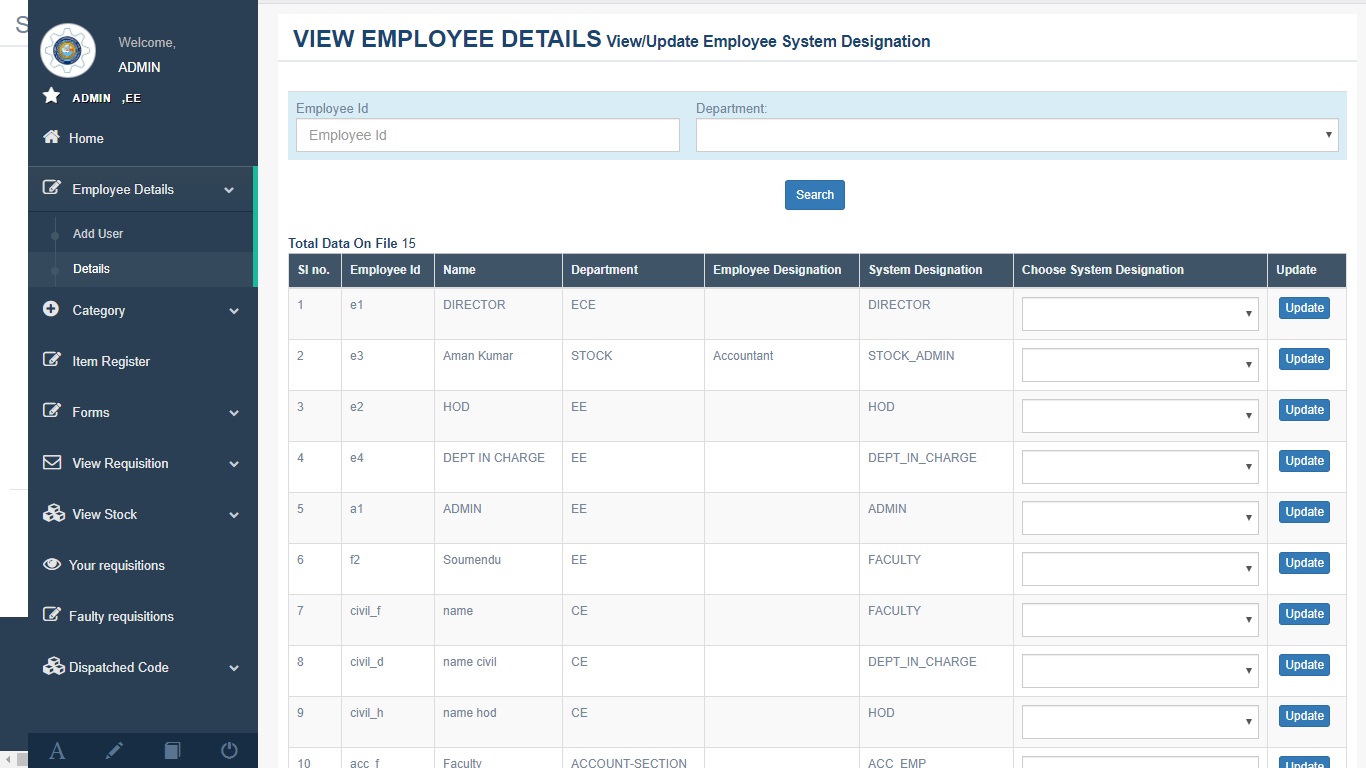 S
Welcome,
ADMIN
ADMIN ,EE
Home
Employee Details
Add User
Details
Category
Item Register
Forms
View Requisition
View Stock
Your requisitions
Faulty requisitions
Dispatched Code
A
VIEW EMPLOYEE DETAILS View/Update Employee System Designation
Employee Id Department:
Employee Id
Search
Total Data On File 15
Sl no. Employee Id Name Department Employee Designation System Designation Choose System Designation Update
1 e1 DIRECTOR ECE DIRECTOR Update
2 e3 Aman Kumar STOCK Accountant STOCK_ADMIN Update
3 e2 HOD EE HOD Update
4 e4 DEPT IN CHARGE EE DEPT_IN_CHARGE Update
5 a1 ADMIN EE ADMIN Update
6 f2 Soumendu EE FACULTY Update
7 civil_f name CE FACULTY Update
8 civil_d name civil CE DEPT_IN_CHARGE Update
9 civil_h name hod CE HOD Update
10 acc_f Faculty ACCOUNT-SECTION ACC_EMP Update